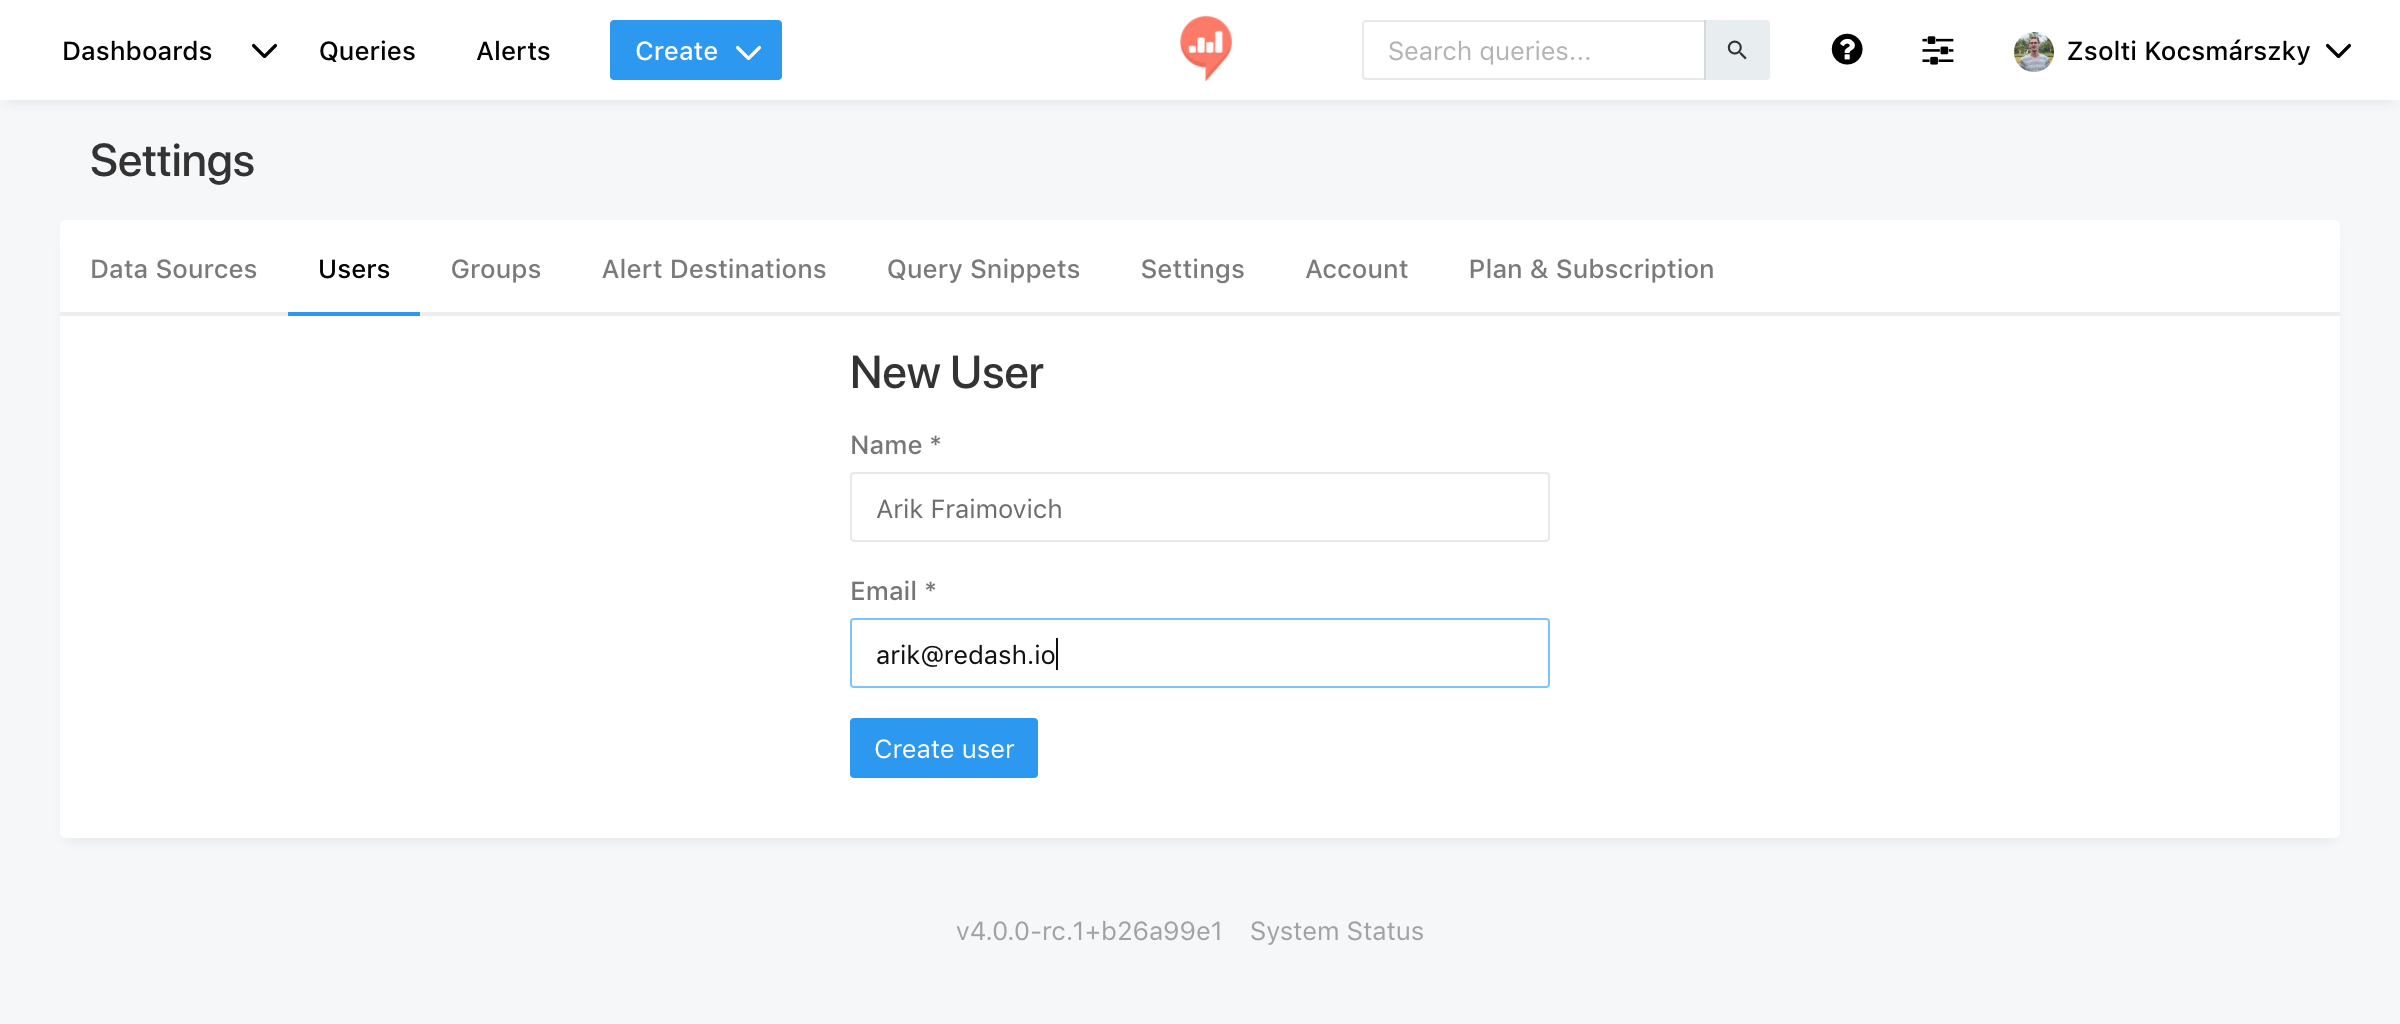 Dashboards Queries Alerts Create Search queries... Zsolti Kocsmárszky
Settings
Data Sources Users Groups Alert Destinations Query Snippets Settings Account Plan & Subscription
New User
Name *
Arik Fraimovich
Email *
arik@redash.io
Create user
v4.0.0-rc.1+b26a99e1 System Status